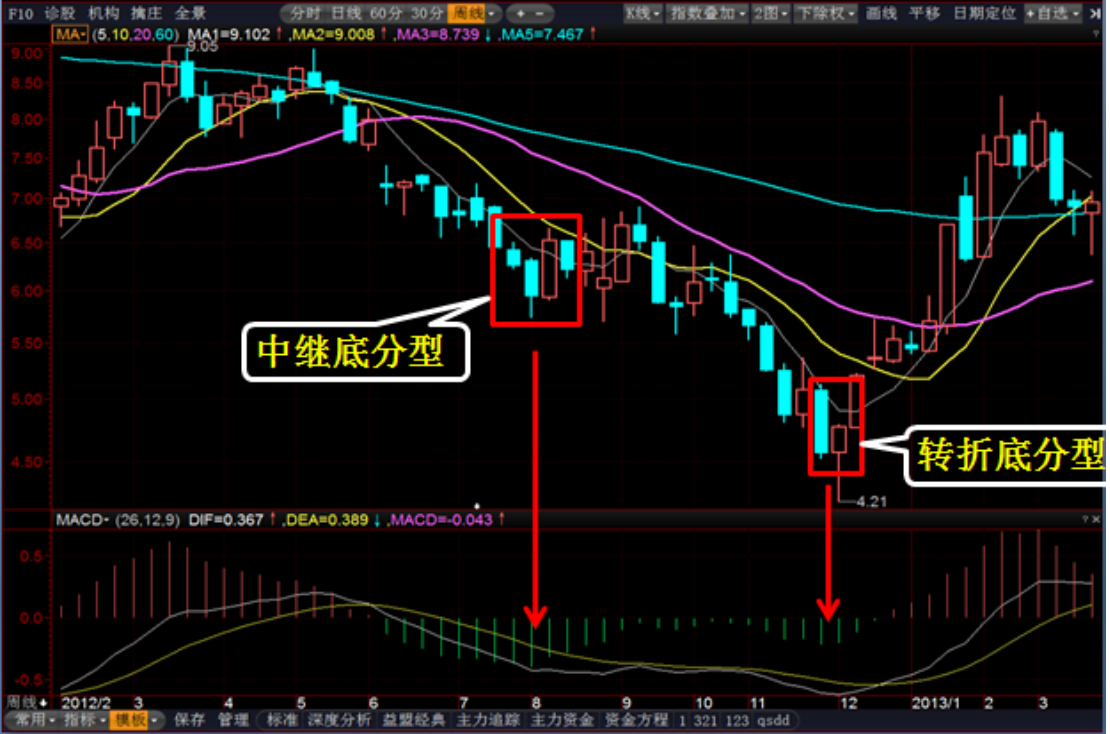 F10 诊股 机构 擒庄 全景 分时 日线 60分 30分 周线 + - K线 指数叠加 2图 下除权 画线 平移 日期定位 +自选
MA (5,10,20,60) MA1=9.102↑,MA2=9.008↑,MA3=8.739↓,MA5=7.467↑
9.05
9.00
8.50
8.00
7.50
7.00
6.50
6.00
5.50
5.00
4.50
中继底分型
转折底分型
4.21
MACD (26,12,9) DIF=0.367↑,DEA=0.389↓,MACD=-0.043↑
0.5
0.0
-0.5
周线 2012/2 3 4 5 6 7 8 9 10 11 12 2013/1 2 3
常用 指标 模板 保存 管理 标准 深度分析 益盟经典 主力追踪 主力资金 资金方程 1 321 123 qsdd